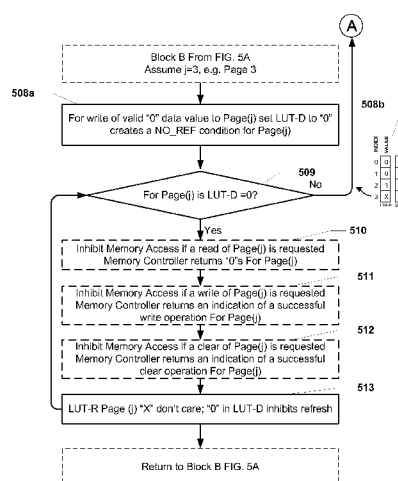 A
Block B From FIG. 5A
Assume j=3, e.g. Page 3
508a
508b
For write of valid "0" data value to Page(j) set LUT-D to "0"
creates a NO_REF condition for Page(j)
INDEX
VALUE
0 0
1 0
2 1
3 X
509
For Page(j) is LUT-D =0?
No
Yes
510
Inhibit Memory Access if a read of Page(j) is requested
Memory Controller returns "0"s For Page(j)
511
Inhibit Memory Access if a write of Page(j) is requested
Memory Controller returns an indication of a successful
write operation For Page(j)
512
Inhibit Memory Access if a clear of Page(j) is requested
Memory Controller returns an indication of a successful
clear operation For Page(j)
513
LUT-R Page (j) "X" don't care; "0" in LUT-D inhibits refresh
Return to Block B FIG. 5A